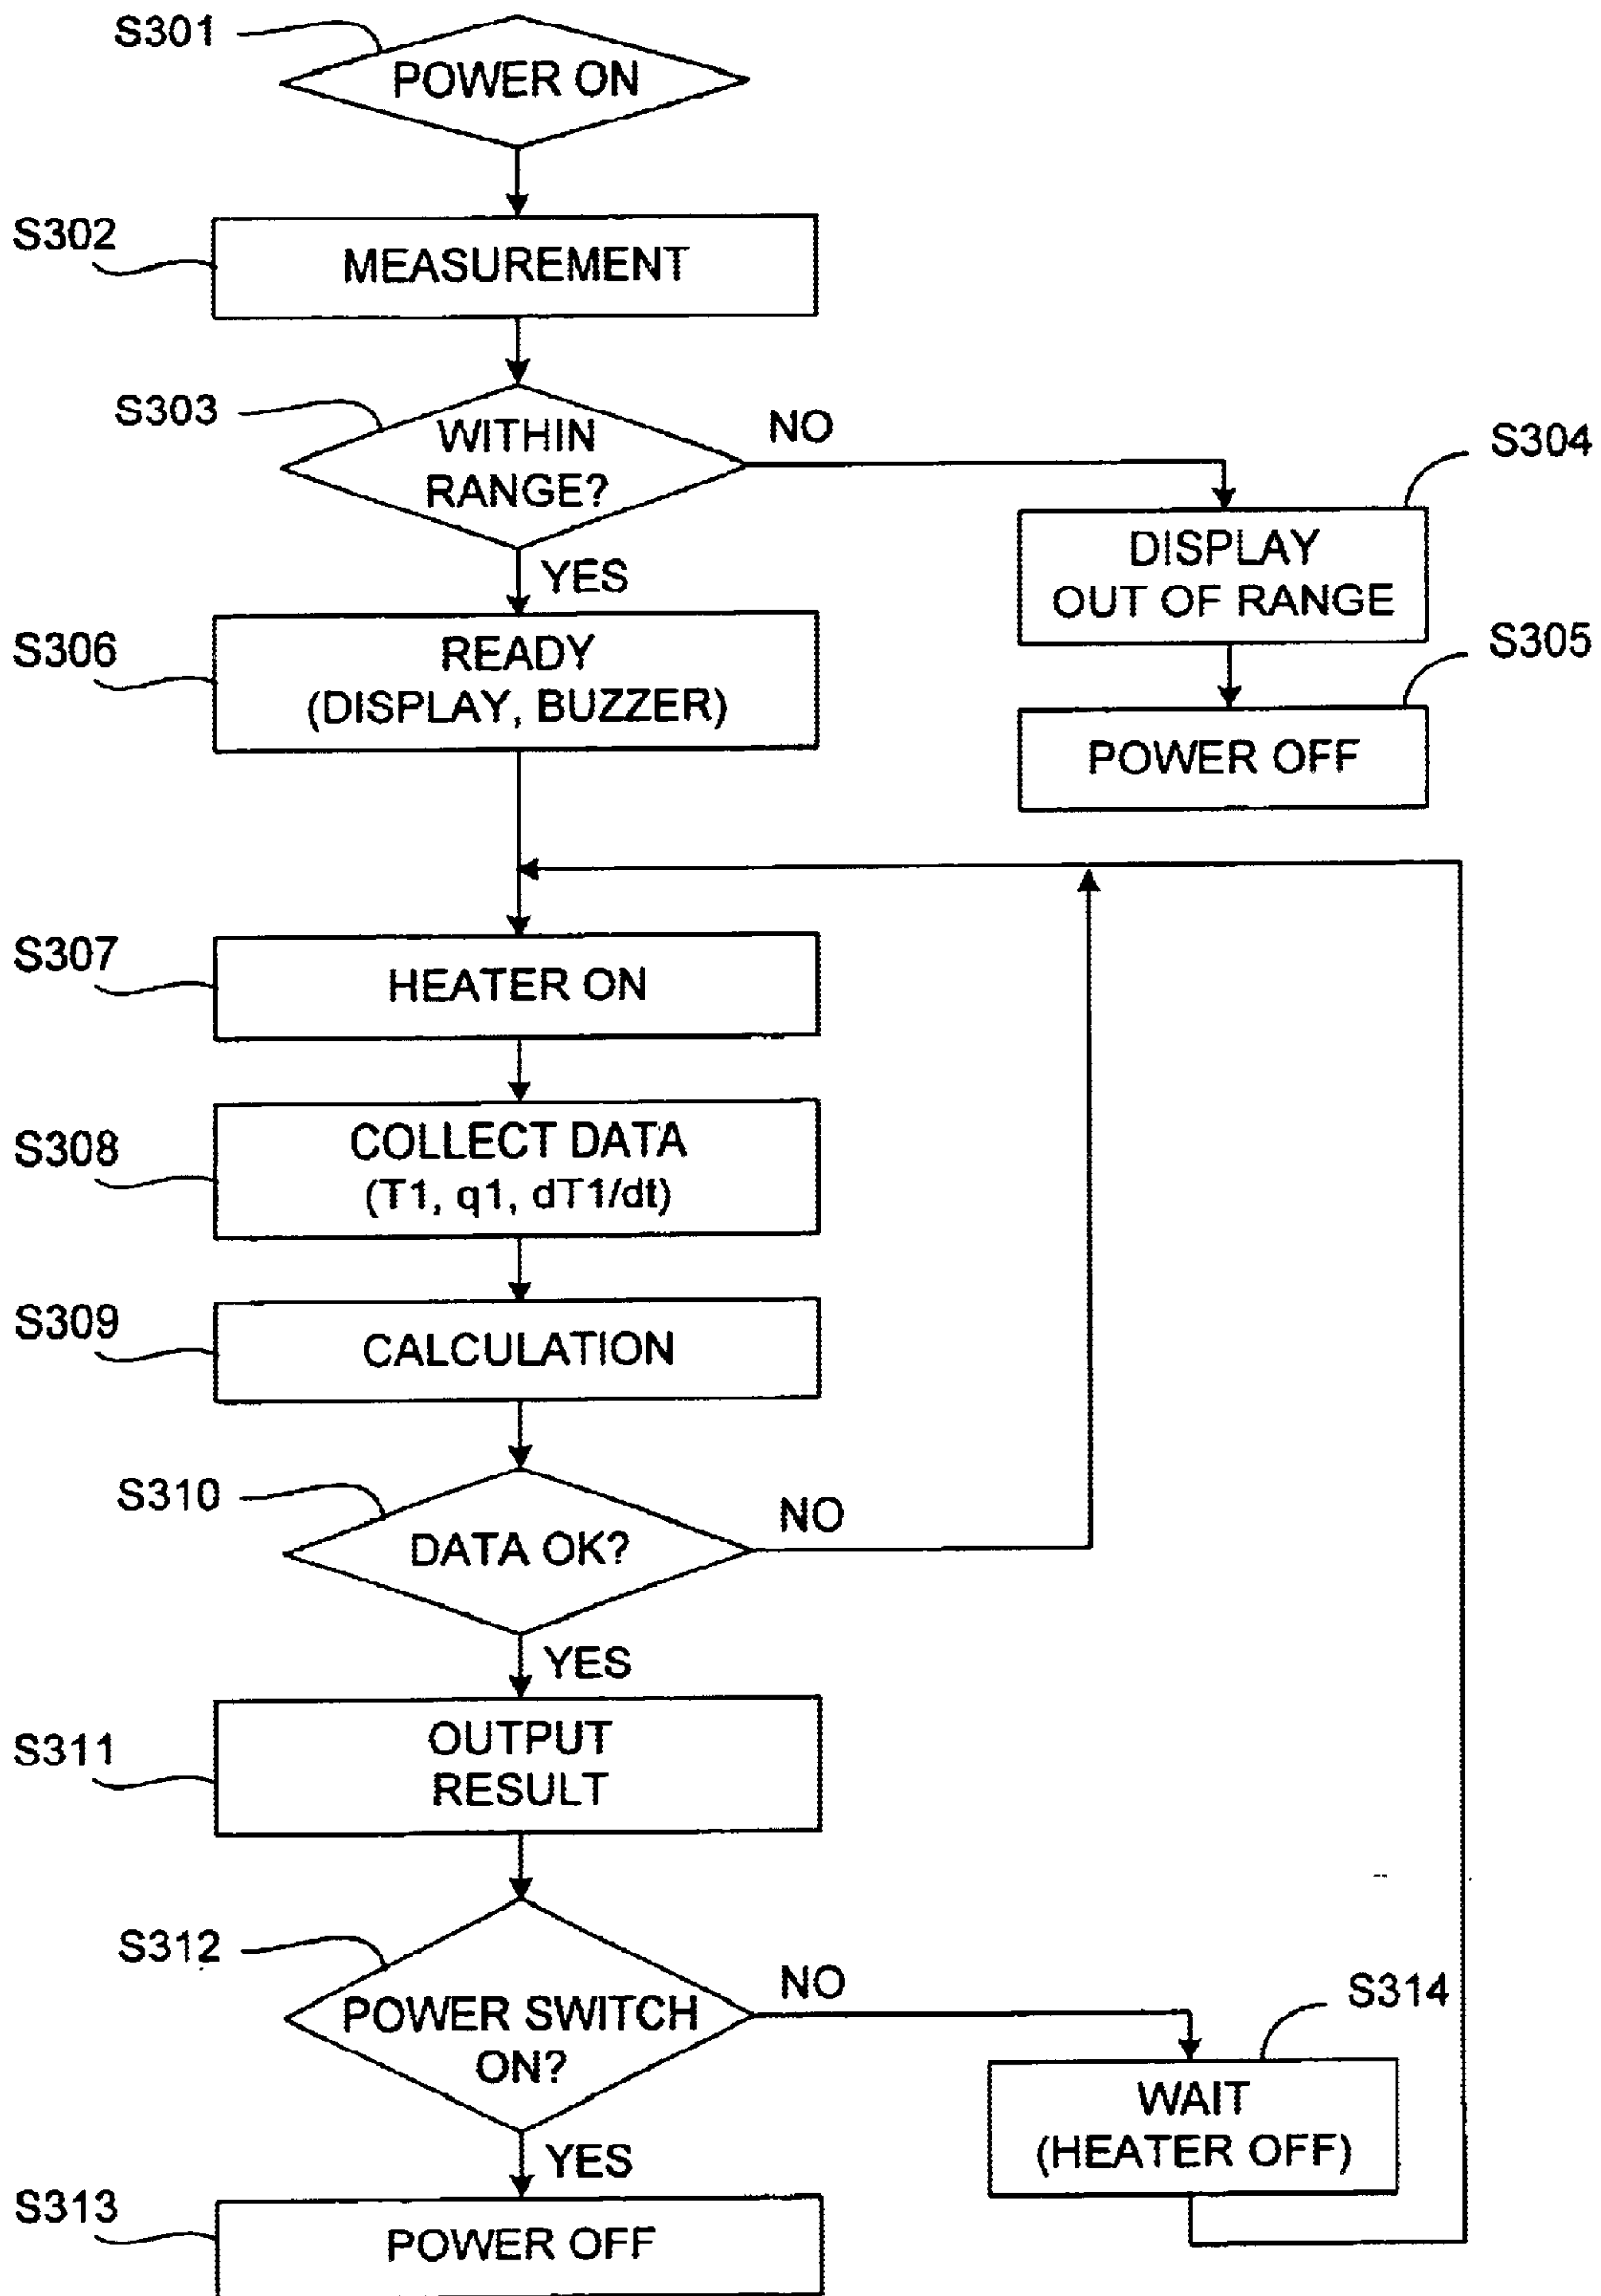 S301
POWER ON
S302
MEASUREMENT
S303
WITHIN
RANGE?
NO
S304
DISPLAY
OUT OF RANGE
YES
S305
POWER OFF
S306
READY
(DISPLAY, BUZZER)
S307
HEATER ON
S308
COLLECT DATA
(T1, q1, dT1/dt)
S309
CALCULATION
S310
DATA OK?
NO
YES
S311
OUTPUT
RESULT
S312
POWER SWITCH
ON?
NO
S314
WAIT
(HEATER OFF)
YES
S313
POWER OFF